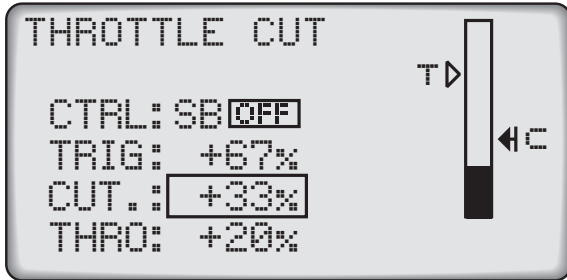 THROTTLE CUT
T
CTRL:SB OFF
TRIG: +67%
C
CUT.: +33%
THRO: +20%